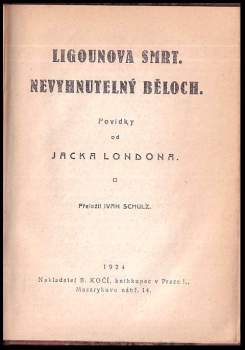 LIGOUNOVA SMRT.
NEVYHNUTELNÝ BĚLOCH.
Povídky
od
JACKA LONDONA.
Přeložil IVAN SCHULZ.
1924
Nakladatel B. KOČÍ, knihkupec v Praze I.,
Masarykovo nábř. 14.